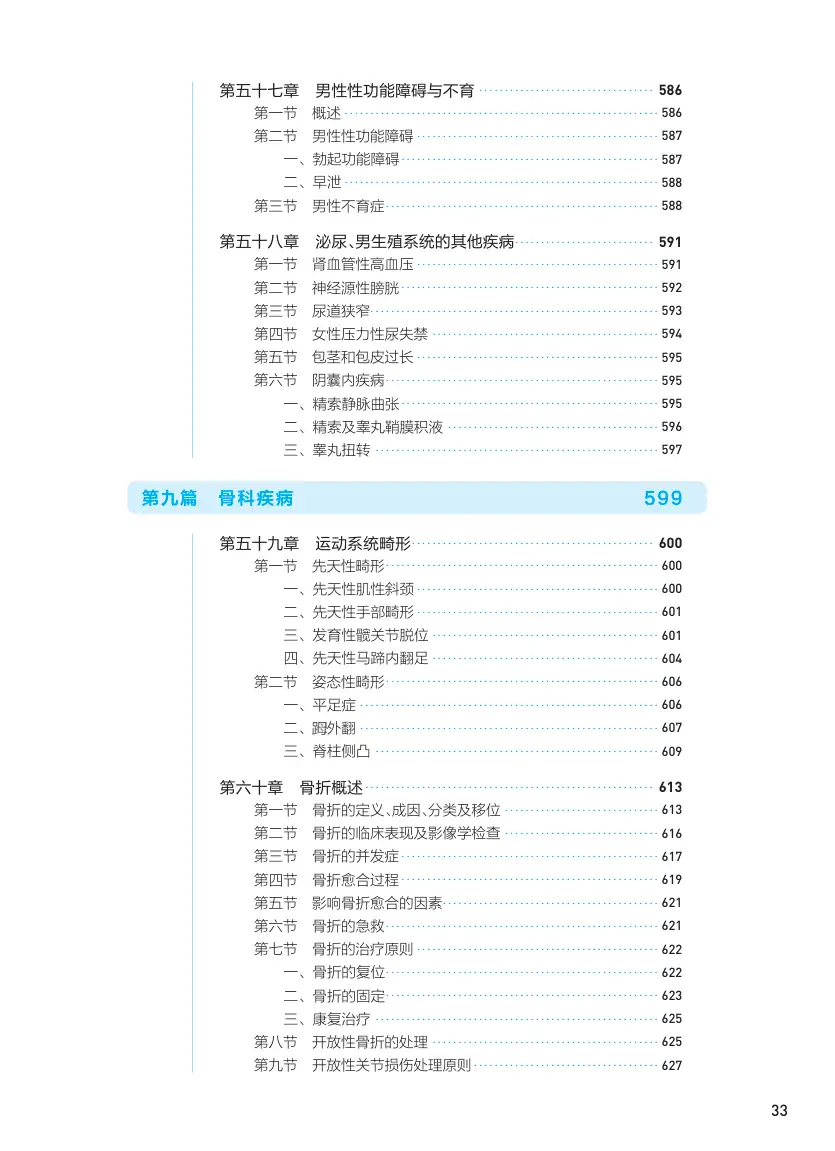 第五十七章 男性性功能障碍与不育 586
第一节 概述 586
第二节 男性性功能障碍 587
一、勃起功能障碍 587
二、早泄 588
第三节 男性不育症 588
第五十八章 泌尿、男生殖系统的其他疾病 591
第一节 肾血管性高血压 591
第二节 神经源性膀胱 592
第三节 尿道狭窄 593
第四节 女性压力性尿失禁 594
第五节 包茎和包皮过长 595
第六节 阴囊内疾病 595
一、精索静脉曲张 595
二、精索及睾丸鞘膜积液 596
三、睾丸扭转 597
第九篇 骨科疾病 599
第五十九章 运动系统畸形 600
第一节 先天性畸形 600
一、先天性肌性斜颈 600
二、先天性手部畸形 601
三、发育性髋关节脱位 601
四、先天性马蹄内翻足 604
第二节 姿态性畸形 606
一、平足症 606
二、𧿹外翻 607
三、脊柱侧凸 609
第六十章 骨折概述 613
第一节 骨折的定义、成因、分类及移位 613
第二节 骨折的临床表现及影像学检查 616
第三节 骨折的并发症 617
第四节 骨折愈合过程 619
第五节 影响骨折愈合的因素 621
第六节 骨折的急救 621
第七节 骨折的治疗原则 622
一、骨折的复位 622
二、骨折的固定 623
三、康复治疗 625
第八节 开放性骨折的处理 625
第九节 开放性关节损伤处理原则 627
33